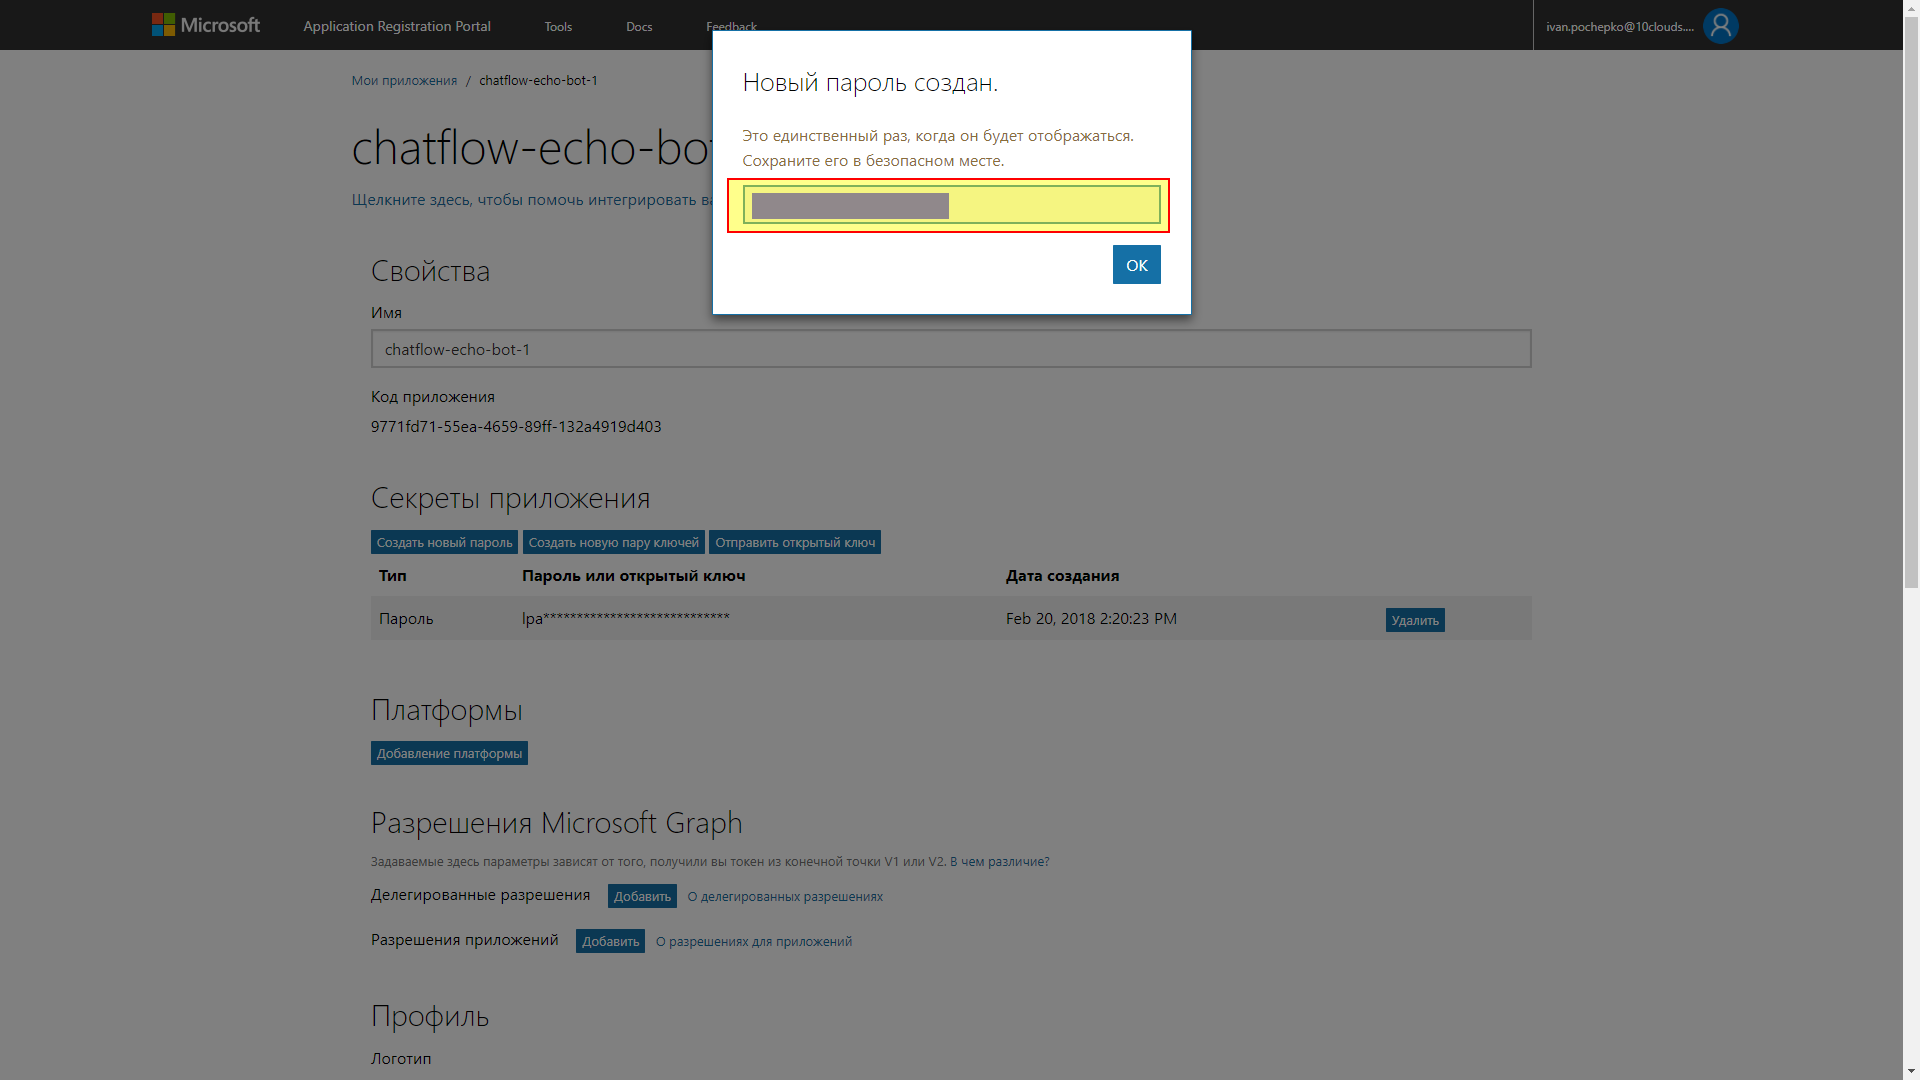 Microsoft
Application Registration Portal
Tools
Docs
Feedback
ivan.pochepko@10clouds....
Мои приложения / chatflow-echo-bot-1
chatflow-echo-bot
Щелкните здесь, чтобы помочь интегрировать ва
Новый пароль создан.
Это единственный раз, когда он будет отображаться.
Сохраните его в безопасном месте.
OK
Свойства
Имя
chatflow-echo-bot-1
Код приложения
9771fd71-55ea-4659-89ff-132a4919d403
Секреты приложения
Создать новый пароль
Создать новую пару ключей
Отправить открытый ключ
Тип
Пароль или открытый ключ
Дата создания
Пароль
lpa****************************
Feb 20, 2018 2:20:23 PM
Удалить
Платформы
Добавление платформы
Разрешения Microsoft Graph
Задаваемые здесь параметры зависят от того, получили вы токен из конечной точки V1 или V2. В чем различие?
Делегированные разрешения
Добавить
О делегированных разрешениях
Разрешения приложений
Добавить
О разрешениях для приложений
Профиль
Логотип